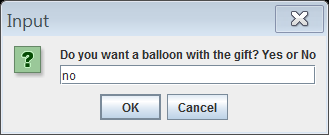 Input
Do you want a balloon with the gift? Yes or No
no
OK
Cancel